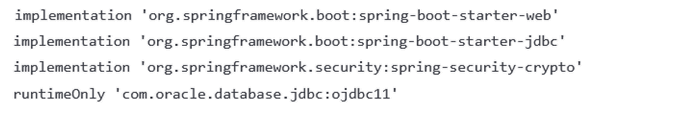 implementation 'org.springframework.boot:spring-boot-starter-web'
implementation 'org.springframework.boot:spring-boot-starter-jdbc'
implementation 'org.springframework.security:spring-security-crypto'
runtimeOnly 'com.oracle.database.jdbc:ojdbc11'